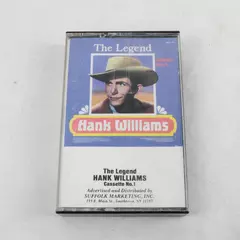 The Legend
Hank Williams
The Legend
HANK WILLIAMS
Cassette No.1
Advertised and Distributed by
SUFFOLK MARKETING, INC.